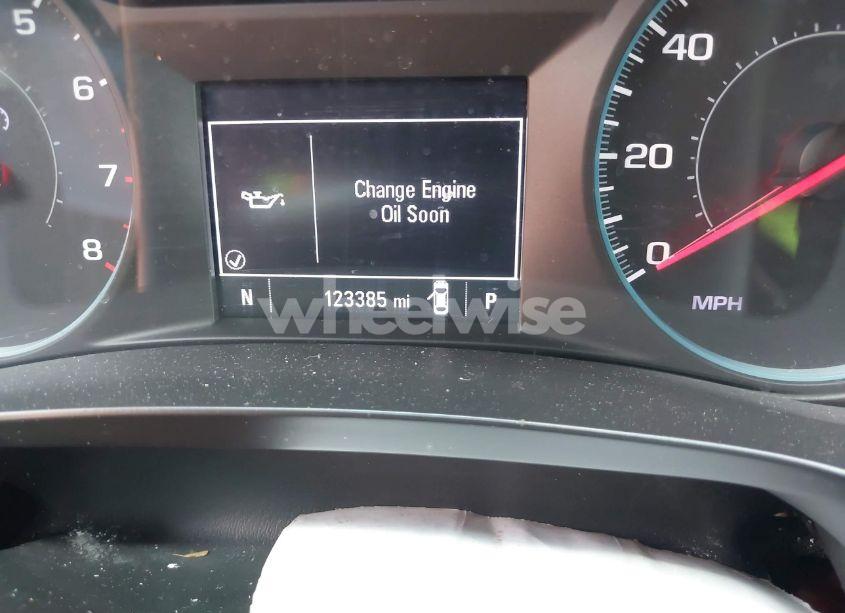 5
6
7
8
Change Engine
Oil Soon
N 123385 mi P
wheelwise
40
20
0
MPH